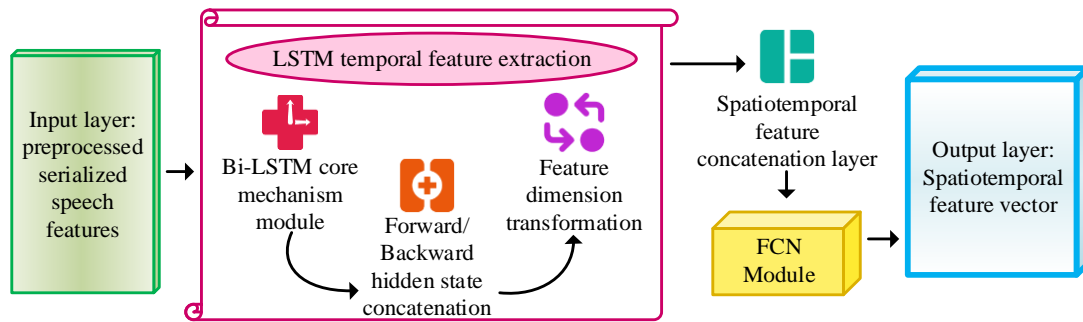 Input layer:
preprocessed
serialized
speech
features
LSTM temporal feature extraction
Bi-LSTM core
mechanism
module
Forward/
Backward
hidden state
concatenation
Feature
dimension
transformation
Spatiotemporal
feature
concatenation layer
FCN
Module
Output layer:
Spatiotemporal
feature vector